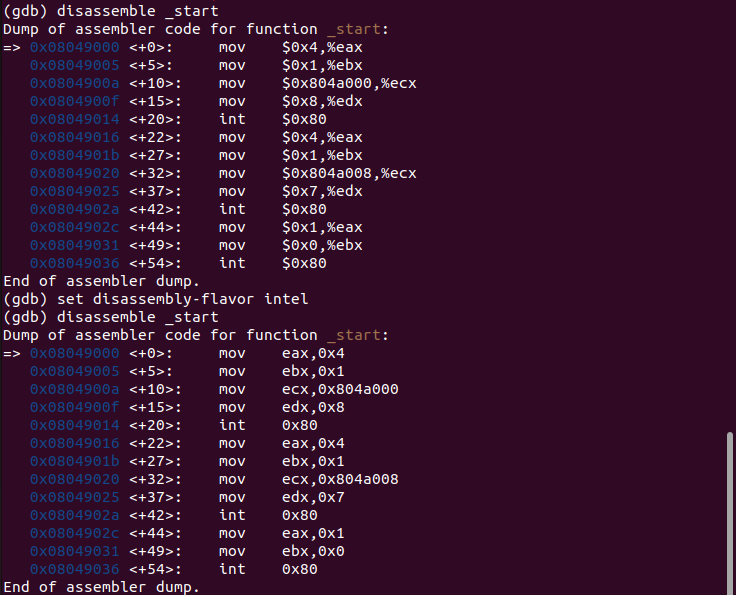 (gdb) disassemble _start
Dump of assembler code for function _start:
=> 0x08049000 <+0>:     mov    $0x4,%eax
   0x08049005 <+5>:     mov    $0x1,%ebx
   0x0804900a <+10>:    mov    $0x804a000,%ecx
   0x0804900f <+15>:    mov    $0x8,%edx
   0x08049014 <+20>:    int    $0x80
   0x08049016 <+22>:    mov    $0x4,%eax
   0x0804901b <+27>:    mov    $0x1,%ebx
   0x08049020 <+32>:    mov    $0x804a008,%ecx
   0x08049025 <+37>:    mov    $0x7,%edx
   0x0804902a <+42>:    int    $0x80
   0x0804902c <+44>:    mov    $0x1,%eax
   0x08049031 <+49>:    mov    $0x0,%ebx
   0x08049036 <+54>:    int    $0x80
End of assembler dump.
(gdb) set disassembly-flavor intel
(gdb) disassemble _start
Dump of assembler code for function _start:
=> 0x08049000 <+0>:     mov    eax,0x4
   0x08049005 <+5>:     mov    ebx,0x1
   0x0804900a <+10>:    mov    ecx,0x804a000
   0x0804900f <+15>:    mov    edx,0x8
   0x08049014 <+20>:    int    0x80
   0x08049016 <+22>:    mov    eax,0x4
   0x0804901b <+27>:    mov    ebx,0x1
   0x08049020 <+32>:    mov    ecx,0x804a008
   0x08049025 <+37>:    mov    edx,0x7
   0x0804902a <+42>:    int    0x80
   0x0804902c <+44>:    mov    eax,0x1
   0x08049031 <+49>:    mov    ebx,0x0
   0x08049036 <+54>:    int    0x80
End of assembler dump.